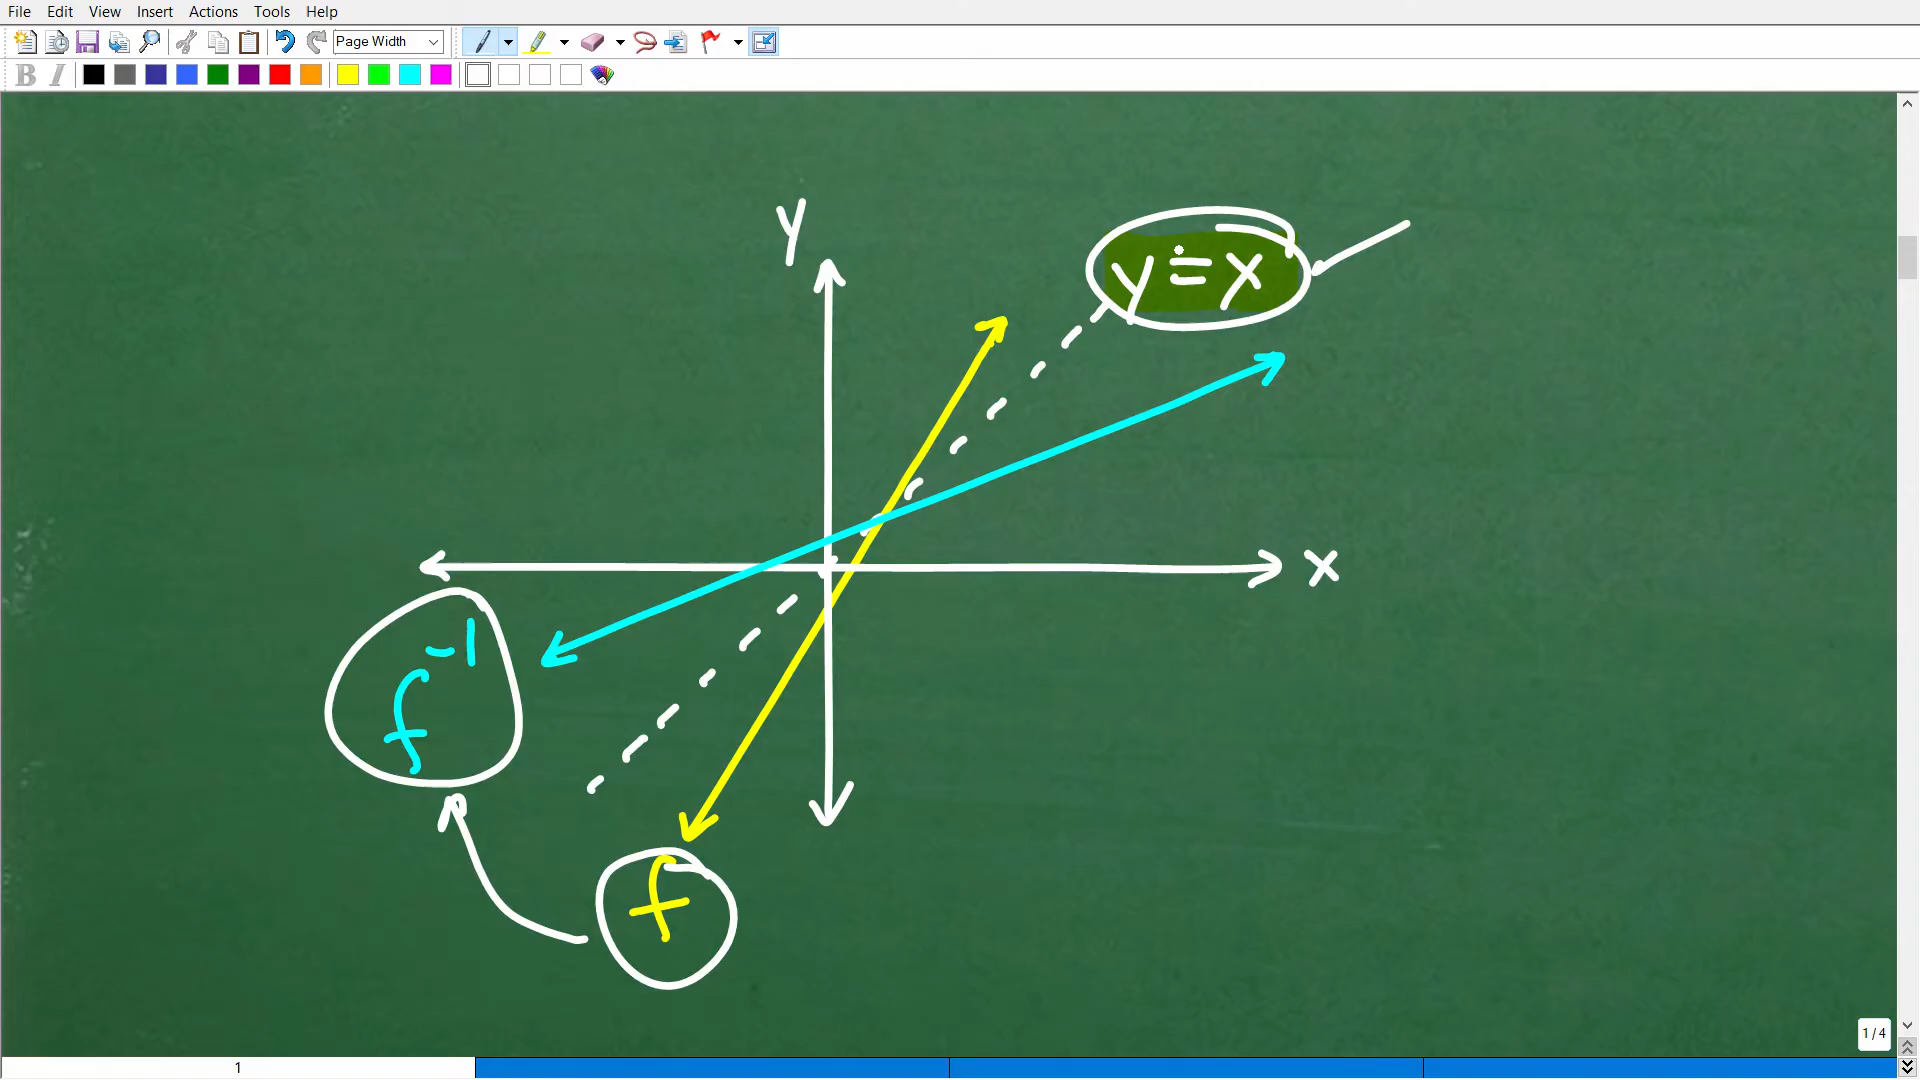 File Edit View Insert Actions Tools Help
Page Width
B I
y
y = x
x
f⁻¹
f
1 / 4
1